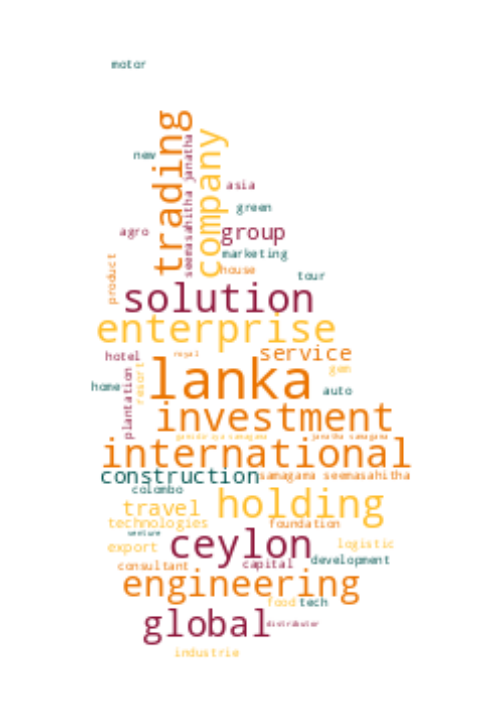 motor
trading
company
seemasahitha janatha
new
asia
green
agro
group
marketing
product
house
tour
solution
enterprise
hotel
royal
service
lanka
resort
gem
home
auto
plantation
investment
janatha samagama
international
construction
samagama seemasahitha
colombo
holding
travel
technologies
foundation
venture
ceylon
export
logistic
consultant
capital
development
engineering
food
tech
global
distributor
industrie